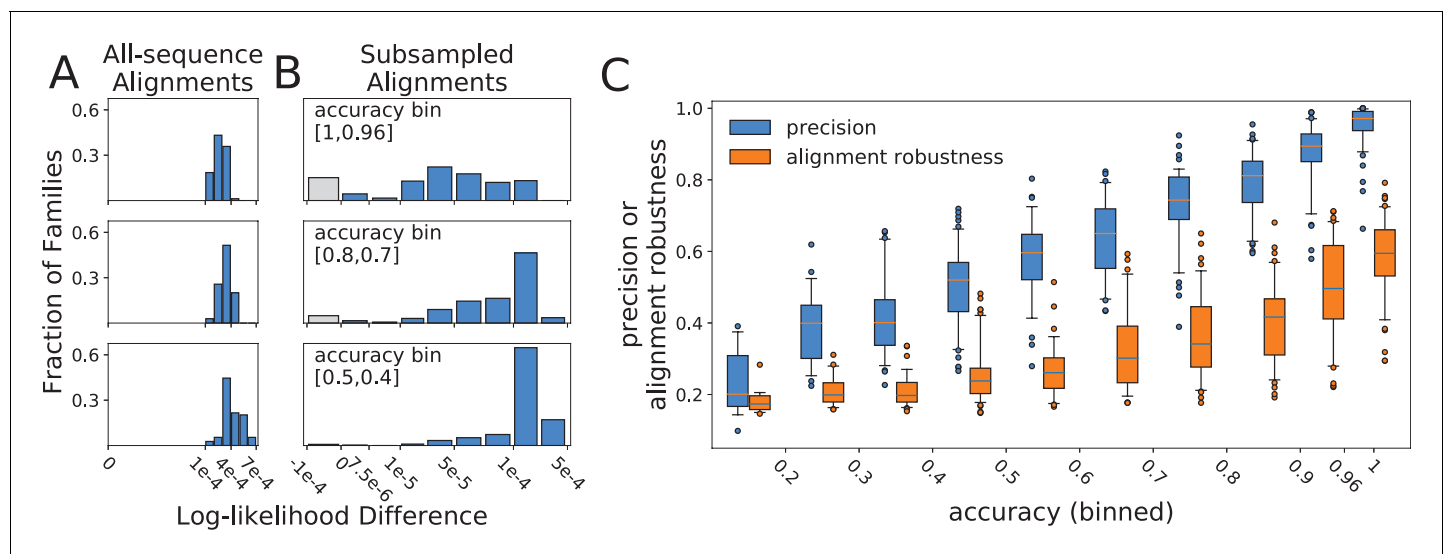 A
All-sequence
Alignments
B
Subsampled
Alignments
C
Fraction of Families
0.6
0.3
0.6
0.3
0.6
0.3
accuracy bin
[1,0.96]
accuracy bin
[0.8,0.7]
accuracy bin
[0.5,0.4]
0
1e-4
4e-4
7e-4
-1e-4
0
7.5e-6
1e-5
5e-5
1e-4
5e-4
Log-likelihood Difference
precision or
alignment robustness
1.0
0.8
0.6
0.4
0.2
precision
alignment robustness
0.2
0.3
0.4
0.5
0.6
0.7
0.8
0.9
0.96
1
accuracy (binned)